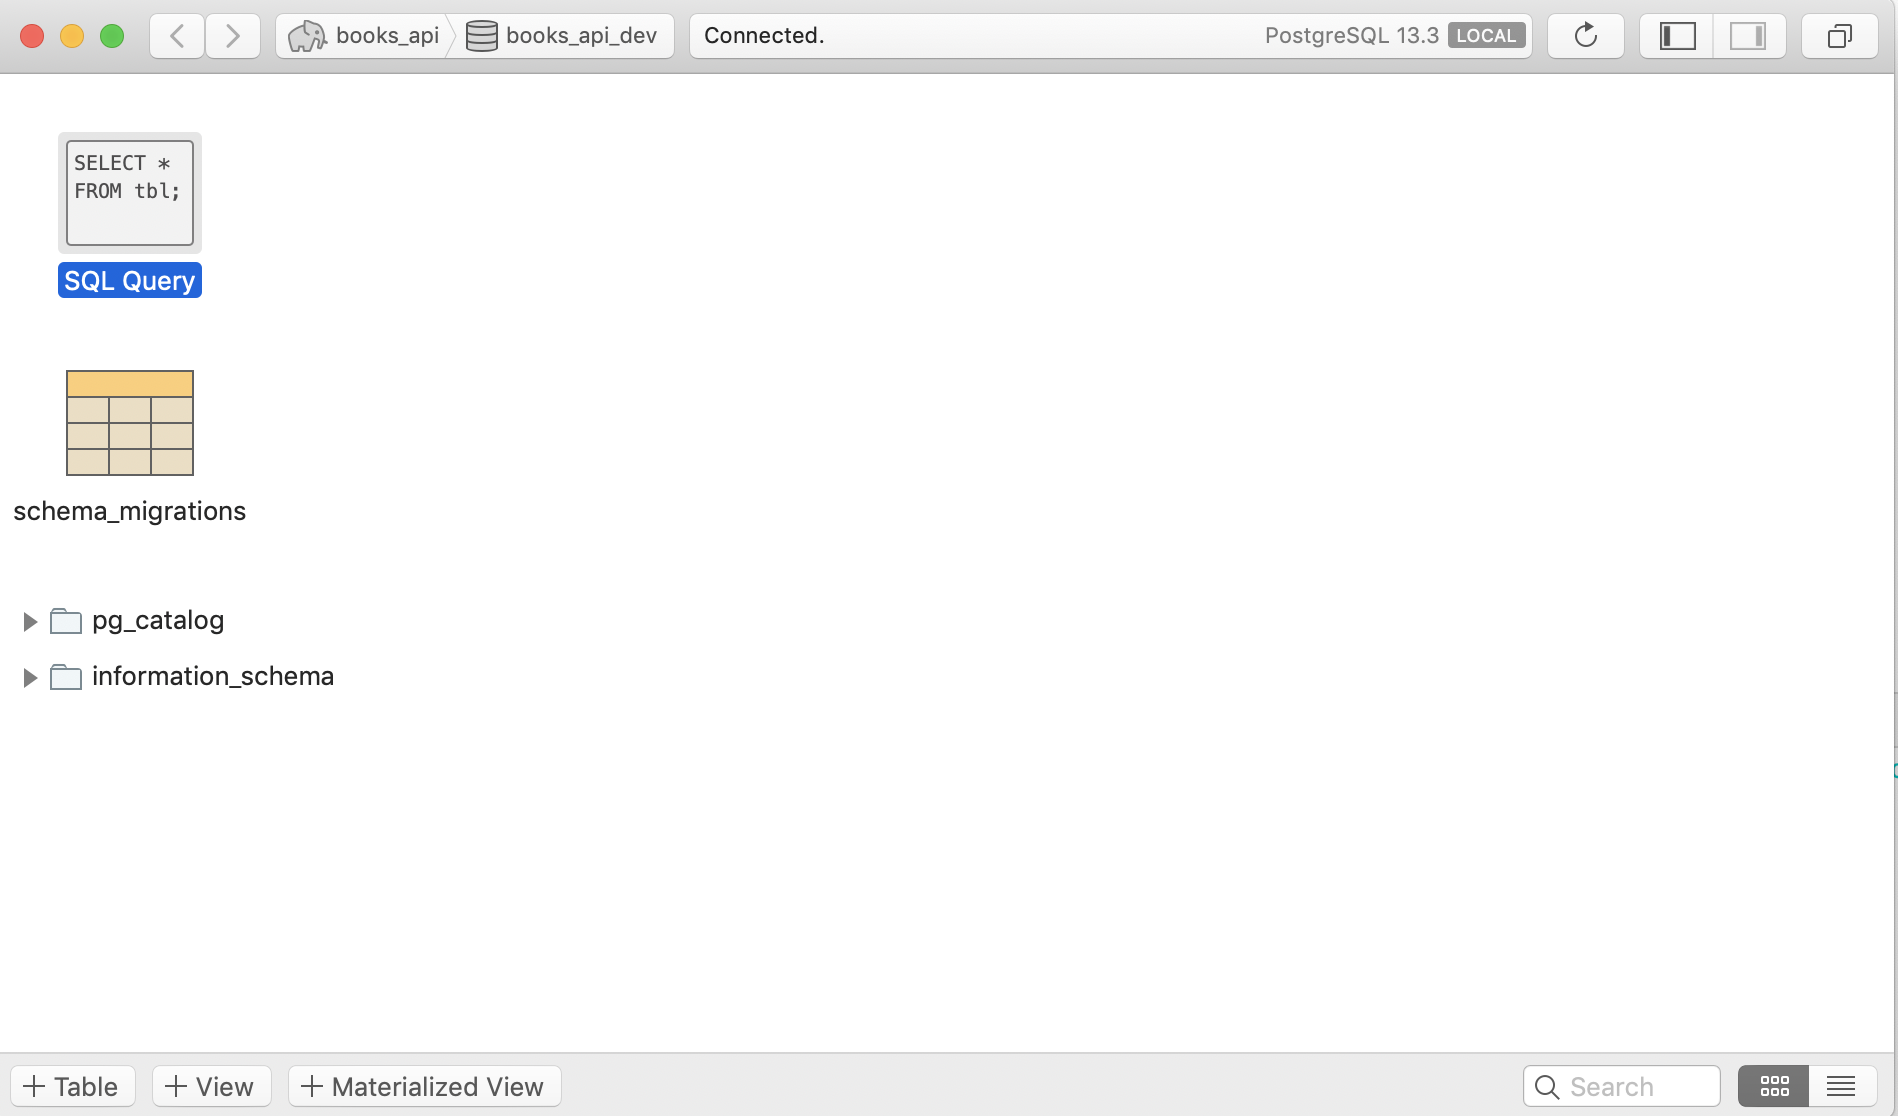 books_api
books_api_dev
Connected.
PostgreSQL 13.3 LOCAL
SELECT *
FROM tbl;
SQL Query
schema_migrations
pg_catalog
information_schema
+ Table
+ View
+ Materialized View
Search